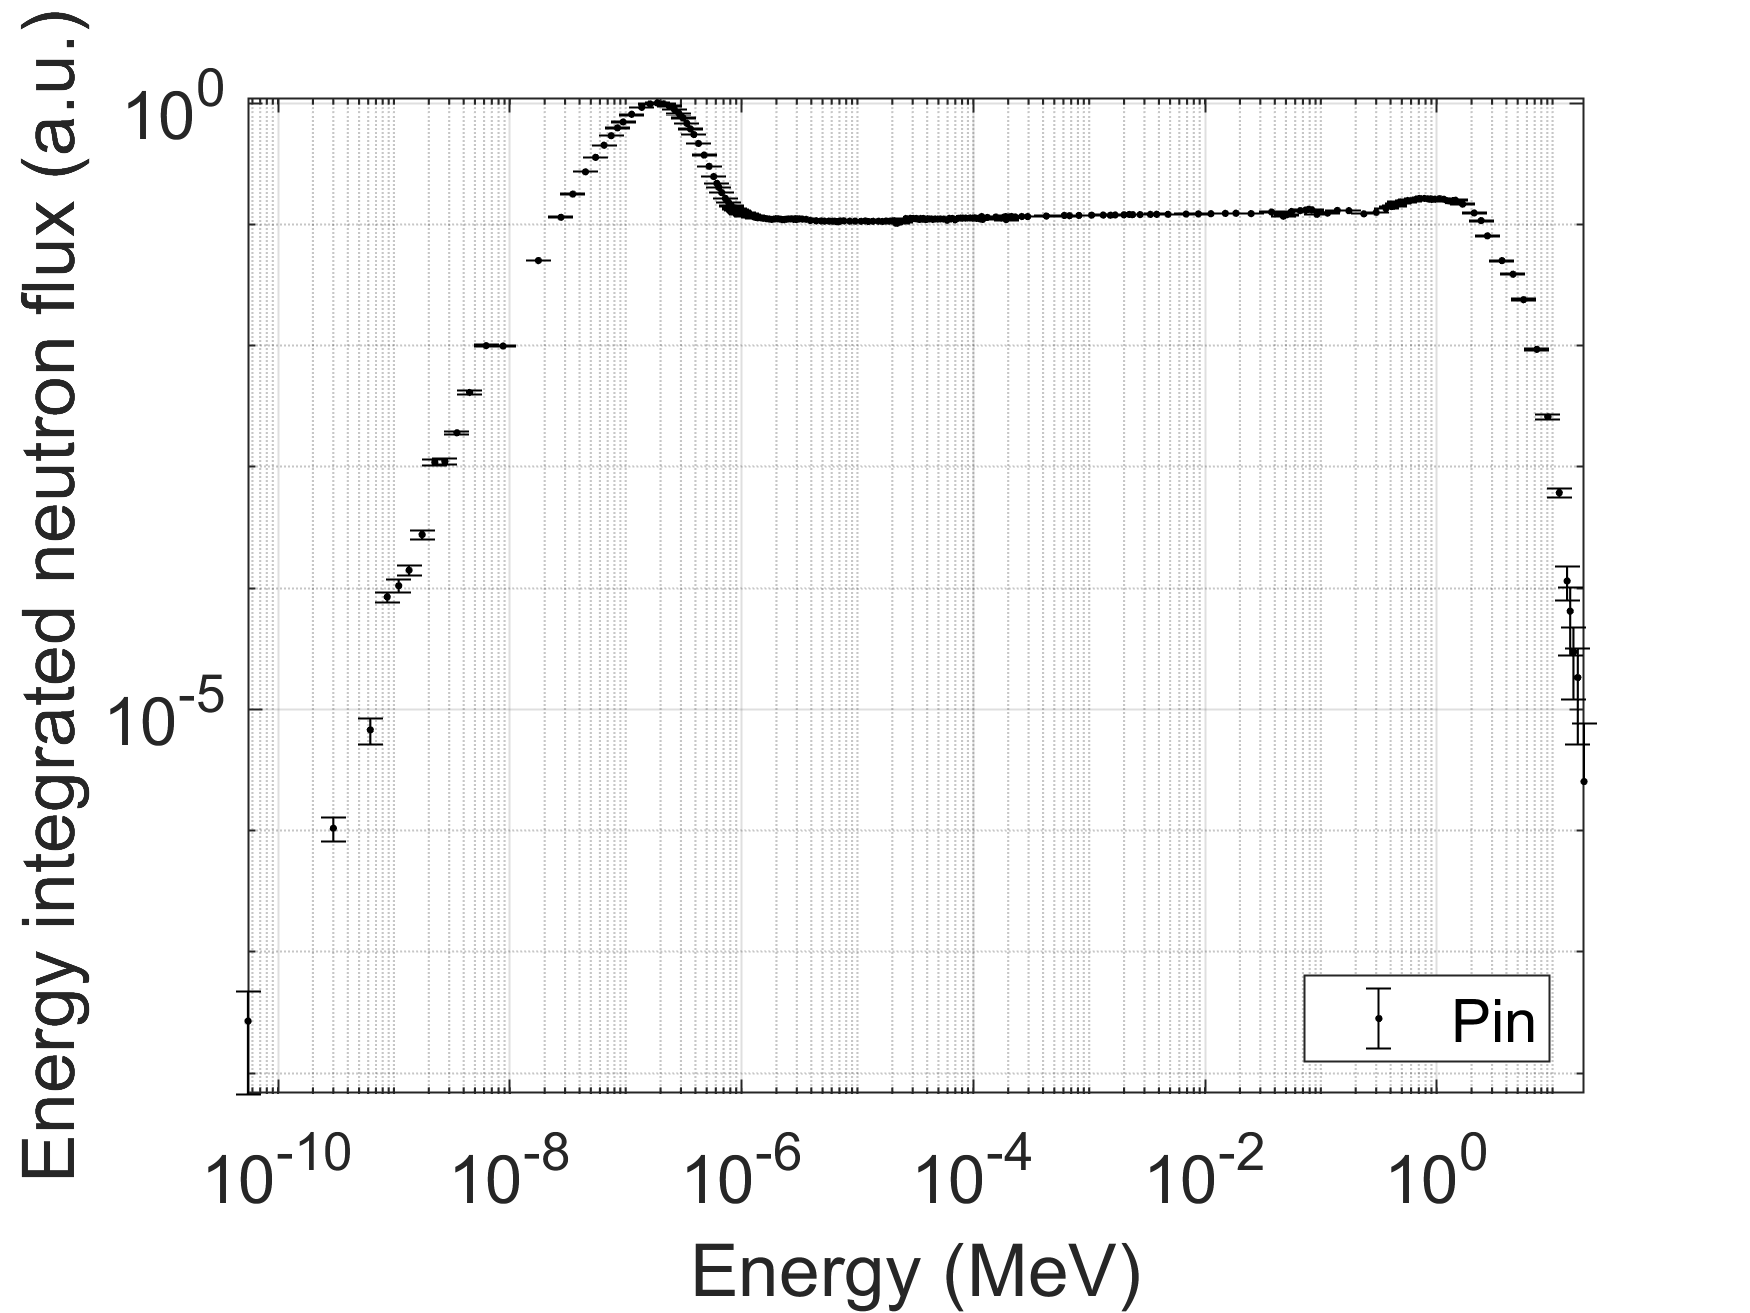 Energy integrated neutron flux (a.u.)
10^0
10^-5
Pin
10^-10 10^-8 10^-6 10^-4 10^-2 10^0
Energy (MeV)